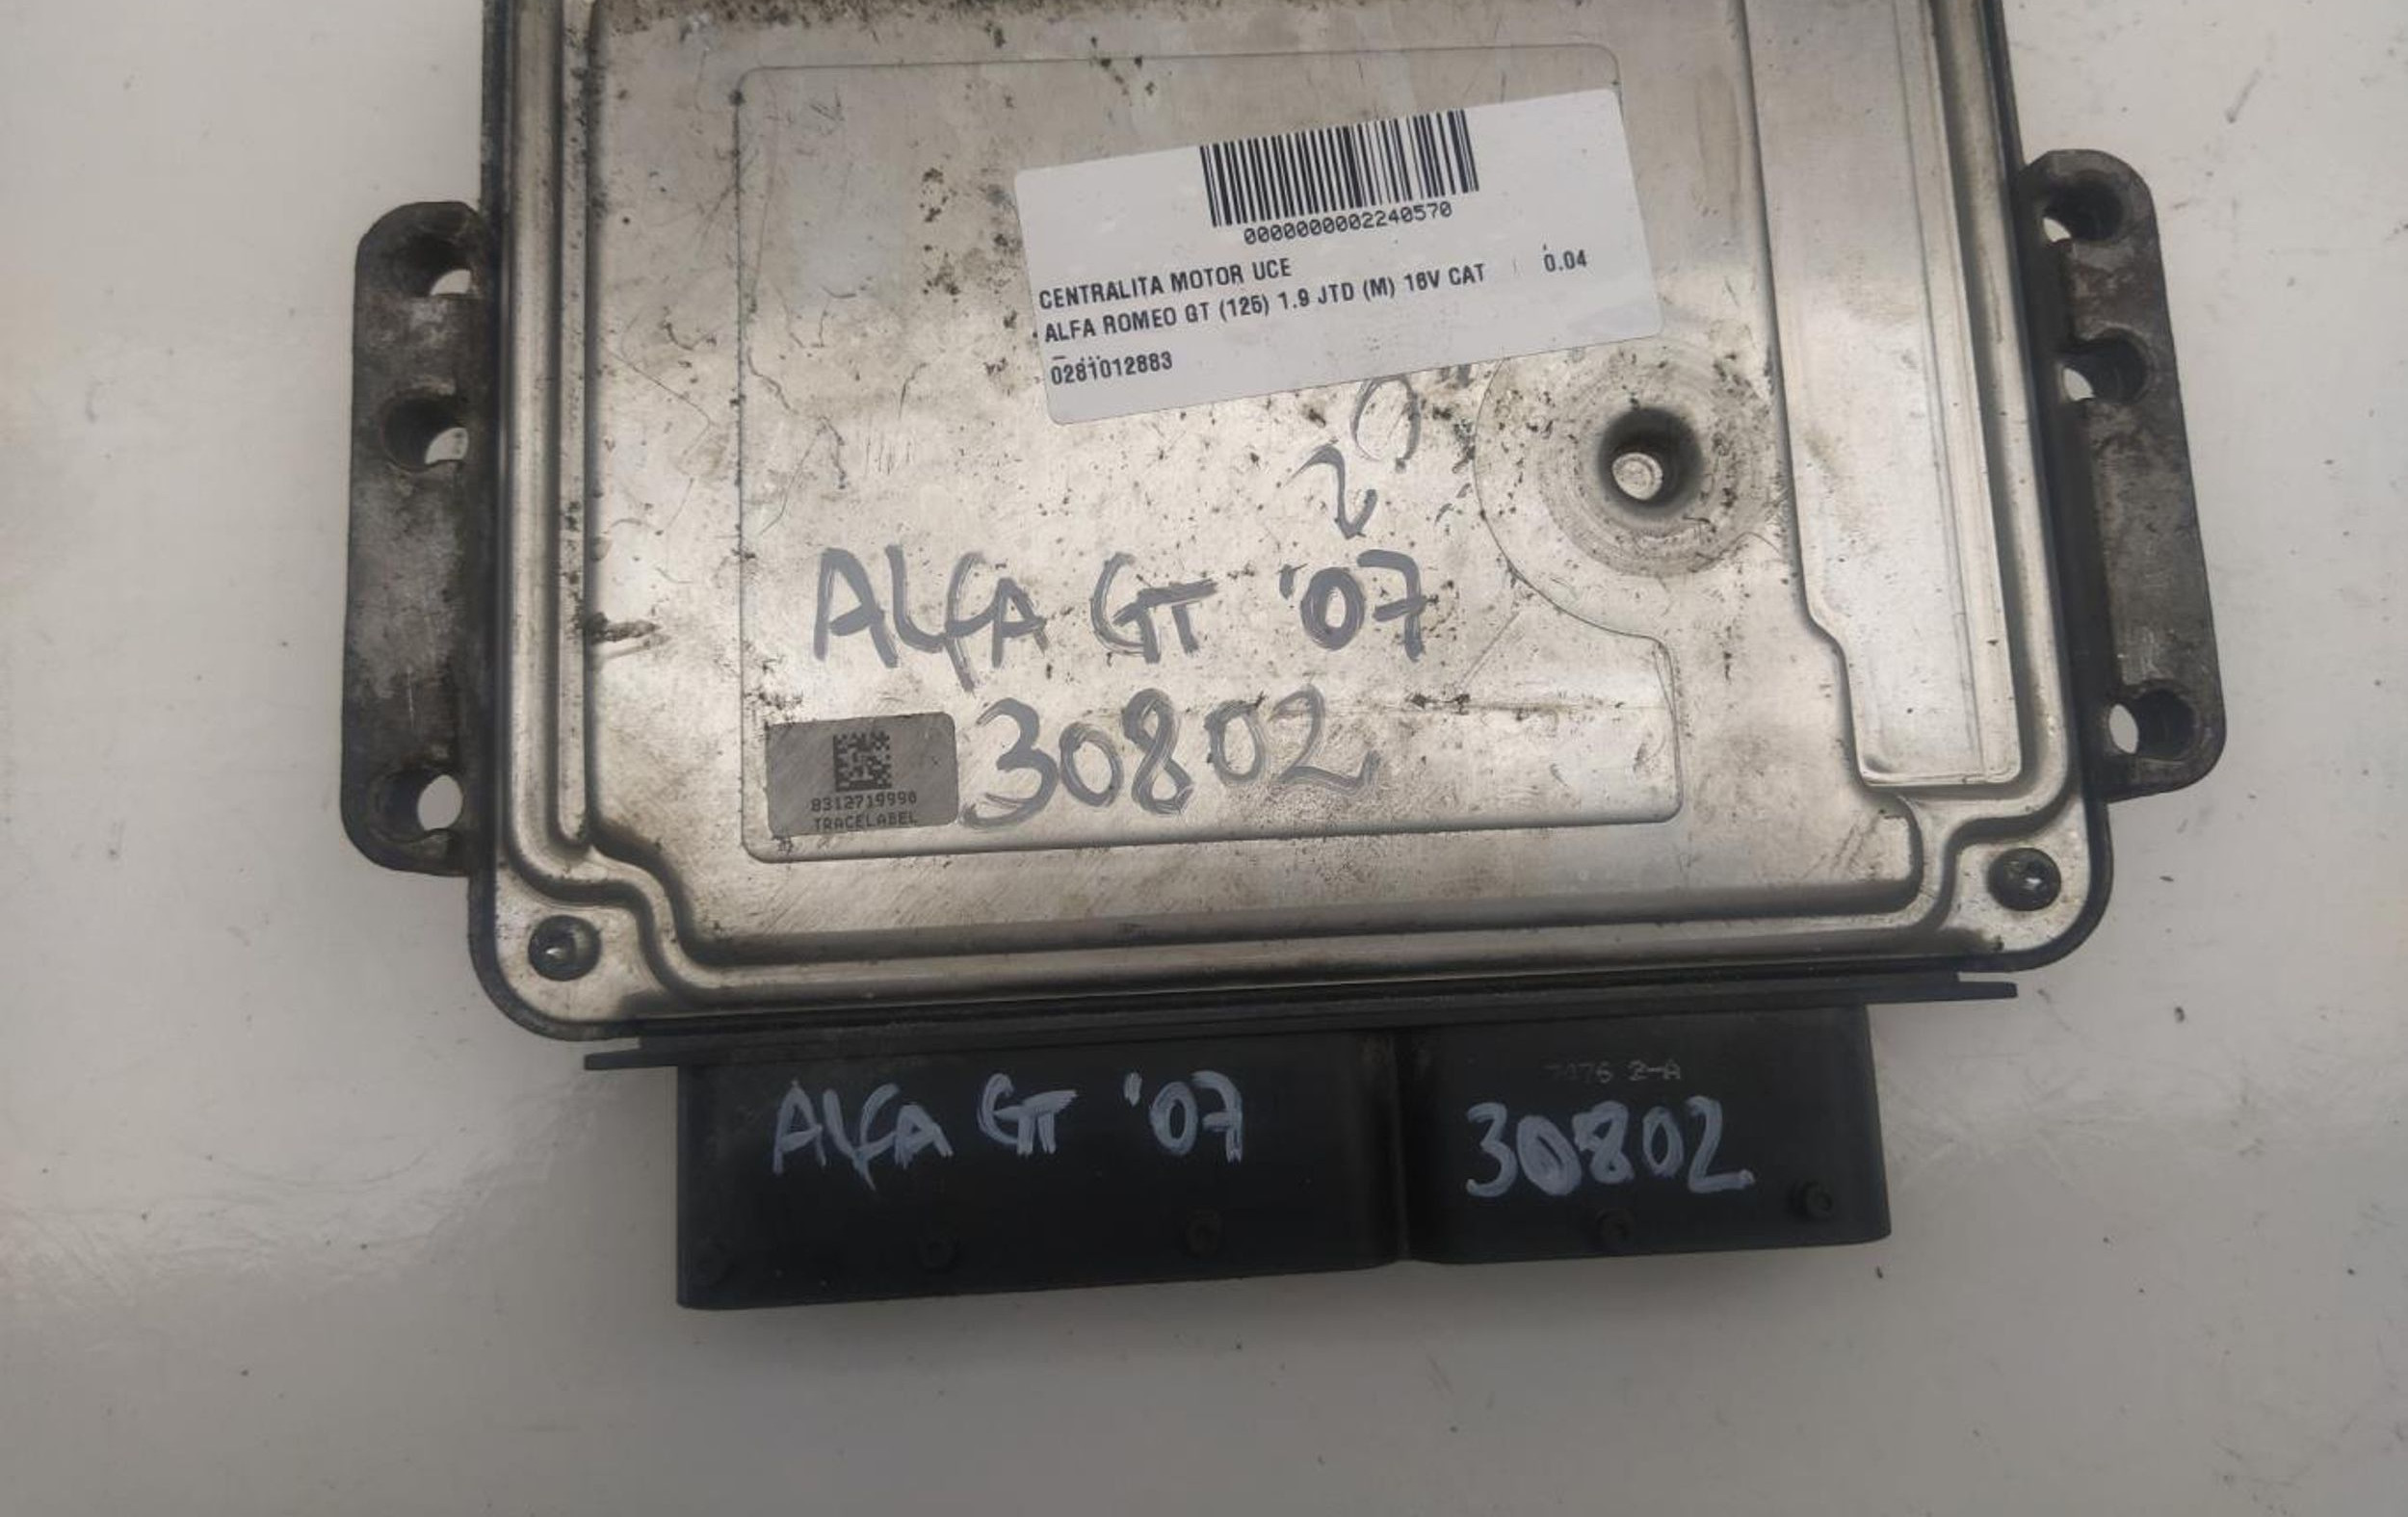 0000000002240570
CENTRALITA MOTOR UCE
ALFA ROMEO GT (125) 1.9 JTD (M) 16V CAT 0.04
0281012883
ALFA GT '07
30802
8312719990
TRACELABEL
ALFA GT '07
2-A
30802